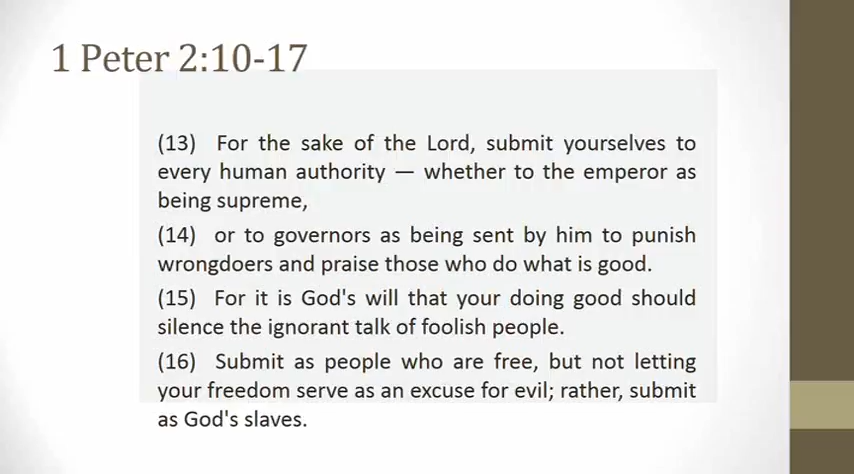 1 Peter 2:10-17
(13) For the sake of the Lord, submit yourselves to
every human authority — whether to the emperor as
being supreme,
(14) or to governors as being sent by him to punish
wrongdoers and praise those who do what is good.
(15) For it is God's will that your doing good should
silence the ignorant talk of foolish people.
(16) Submit as people who are free, but not letting
your freedom serve as an excuse for evil; rather, submit
as God's slaves.